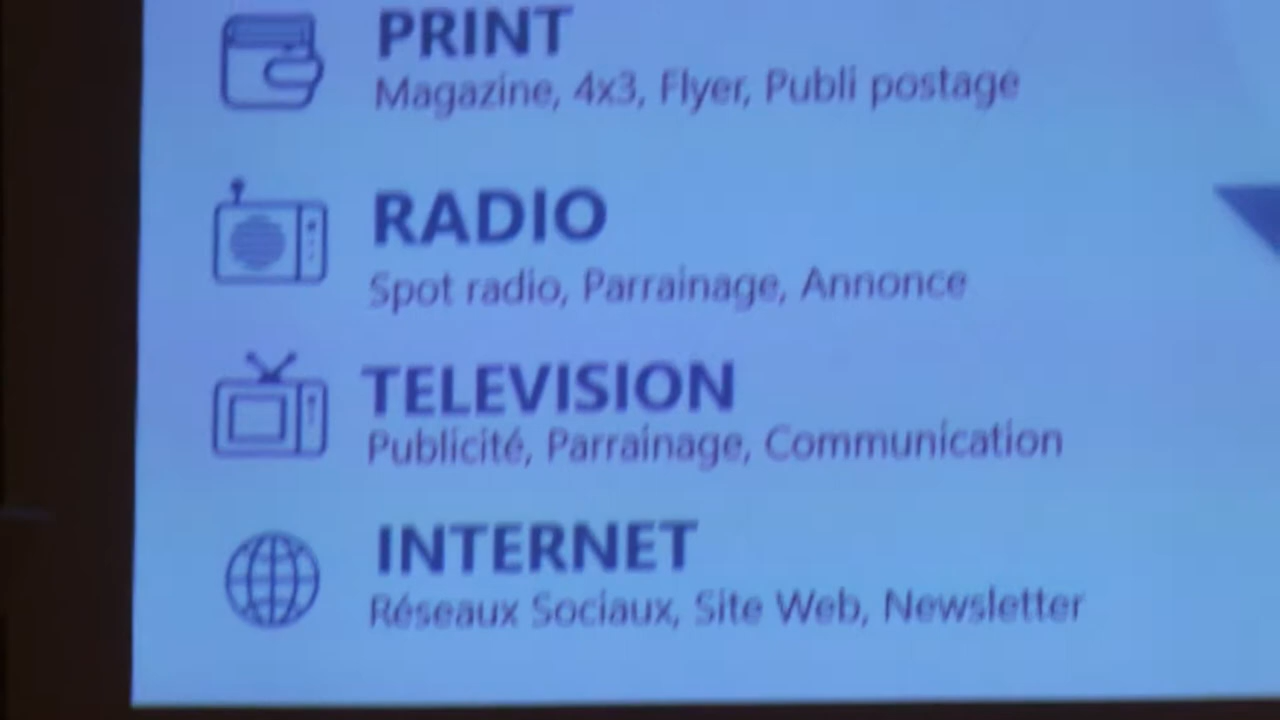 PRINT
Magazine, 4x3, Flyer, Publi postage
RADIO
Spot radio, Parrainage, Annonce
TELEVISION
Publicité, Parrainage, Communication
INTERNET
Réseaux Sociaux, Site Web, Newsletter